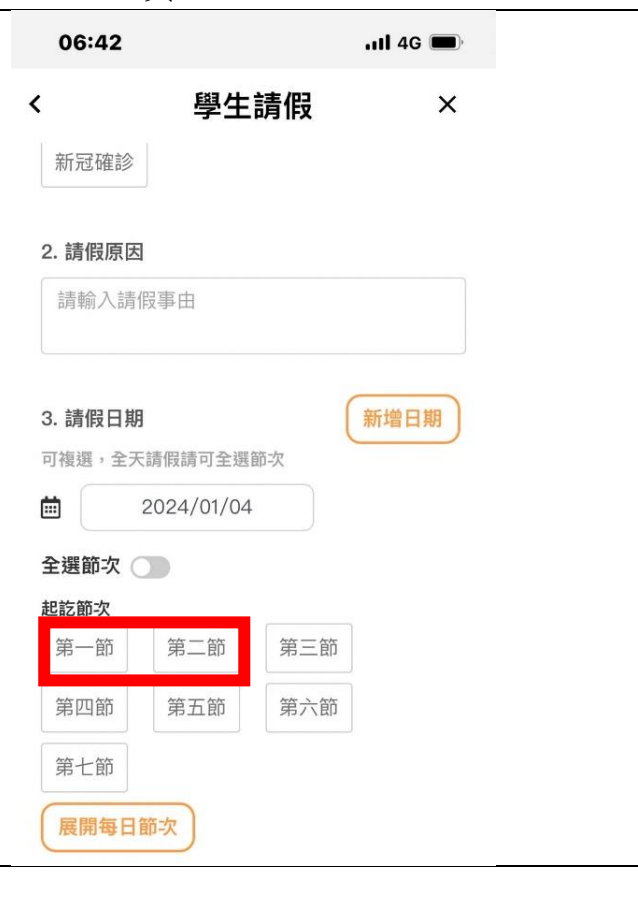 06:42 4G
學生請假
新冠確診
2. 請假原因
請輸入請假事由
3. 請假日期 新增日期
可複選，全天請假請可全選節次
2024/01/04
全選節次
起訖節次
第一節 第二節 第三節
第四節 第五節 第六節
第七節
展開每日節次